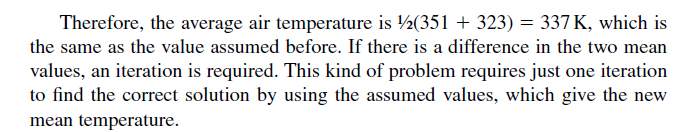 Therefore, the average air temperature is ½(351 + 323) = 337 K, which is
the same as the value assumed before. If there is a difference in the two mean
values, an iteration is required. This kind of problem requires just one iteration
to find the correct solution by using the assumed values, which give the new
mean temperature.